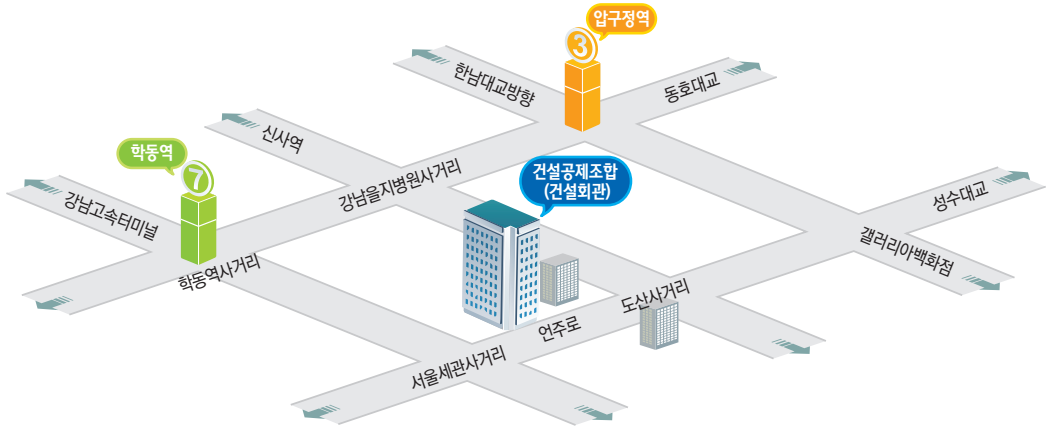 압구정역
3
한남대교방향
동호대교
신사역
학동역
7
강남을지병원사거리
건설공제조합
(건설회관)
강남고속터미널
성수대교
갤러리아백화점
학동역사거리
도산사거리
언주로
서울세관사거리